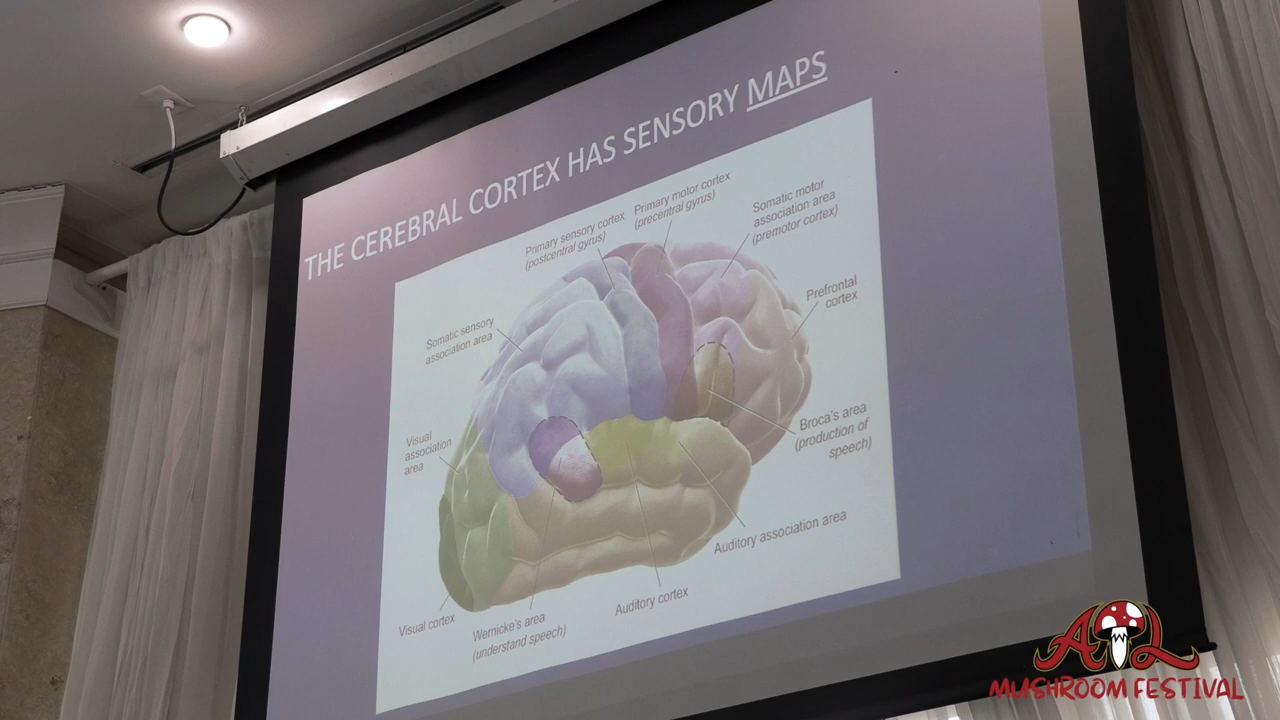 THE CEREBRAL CORTEX HAS SENSORY MAPS
Primary sensory cortex
(postcentral gyrus)
Primary motor cortex
(precentral gyrus)
Somatic motor
association area
(premotor cortex)
Prefrontal
cortex
Somatic sensory
association area
Visual
association
area
Broca's area
(production of
speech)
Auditory association area
Auditory cortex
Wernicke's area
(understand speech)
Visual cortex
ATL
MUSHROOM FESTIVAL